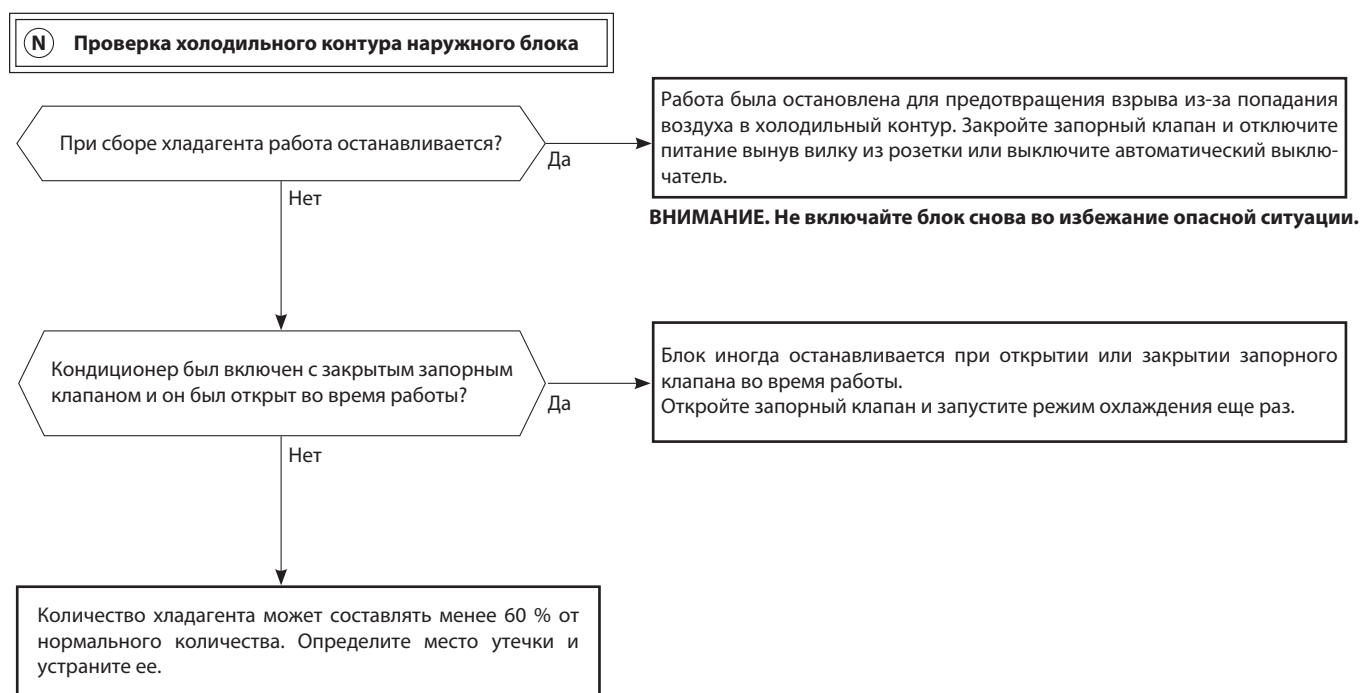 N Проверка холодильного контура наружного блока
При сборе хладагента работа останавливается?
Да
Работа была остановлена для предотвращения взрыва из-за попадания
воздуха в холодильный контур. Закройте запорный клапан и отключите
питание вынув вилку из розетки или выключите автоматический выклю-
чатель.
ВНИМАНИЕ. Не включайте блок снова во избежание опасной ситуации.
Нет
Кондиционер был включен с закрытым запорным
клапаном и он был открыт во время работы?
Да
Блок иногда останавливается при открытии или закрытии запорного
клапана во время работы.
Откройте запорный клапан и запустите режим охлаждения еще раз.
Нет
Количество хладагента может составлять менее 60 % от
нормального количества. Определите место утечки и
устраните ее.